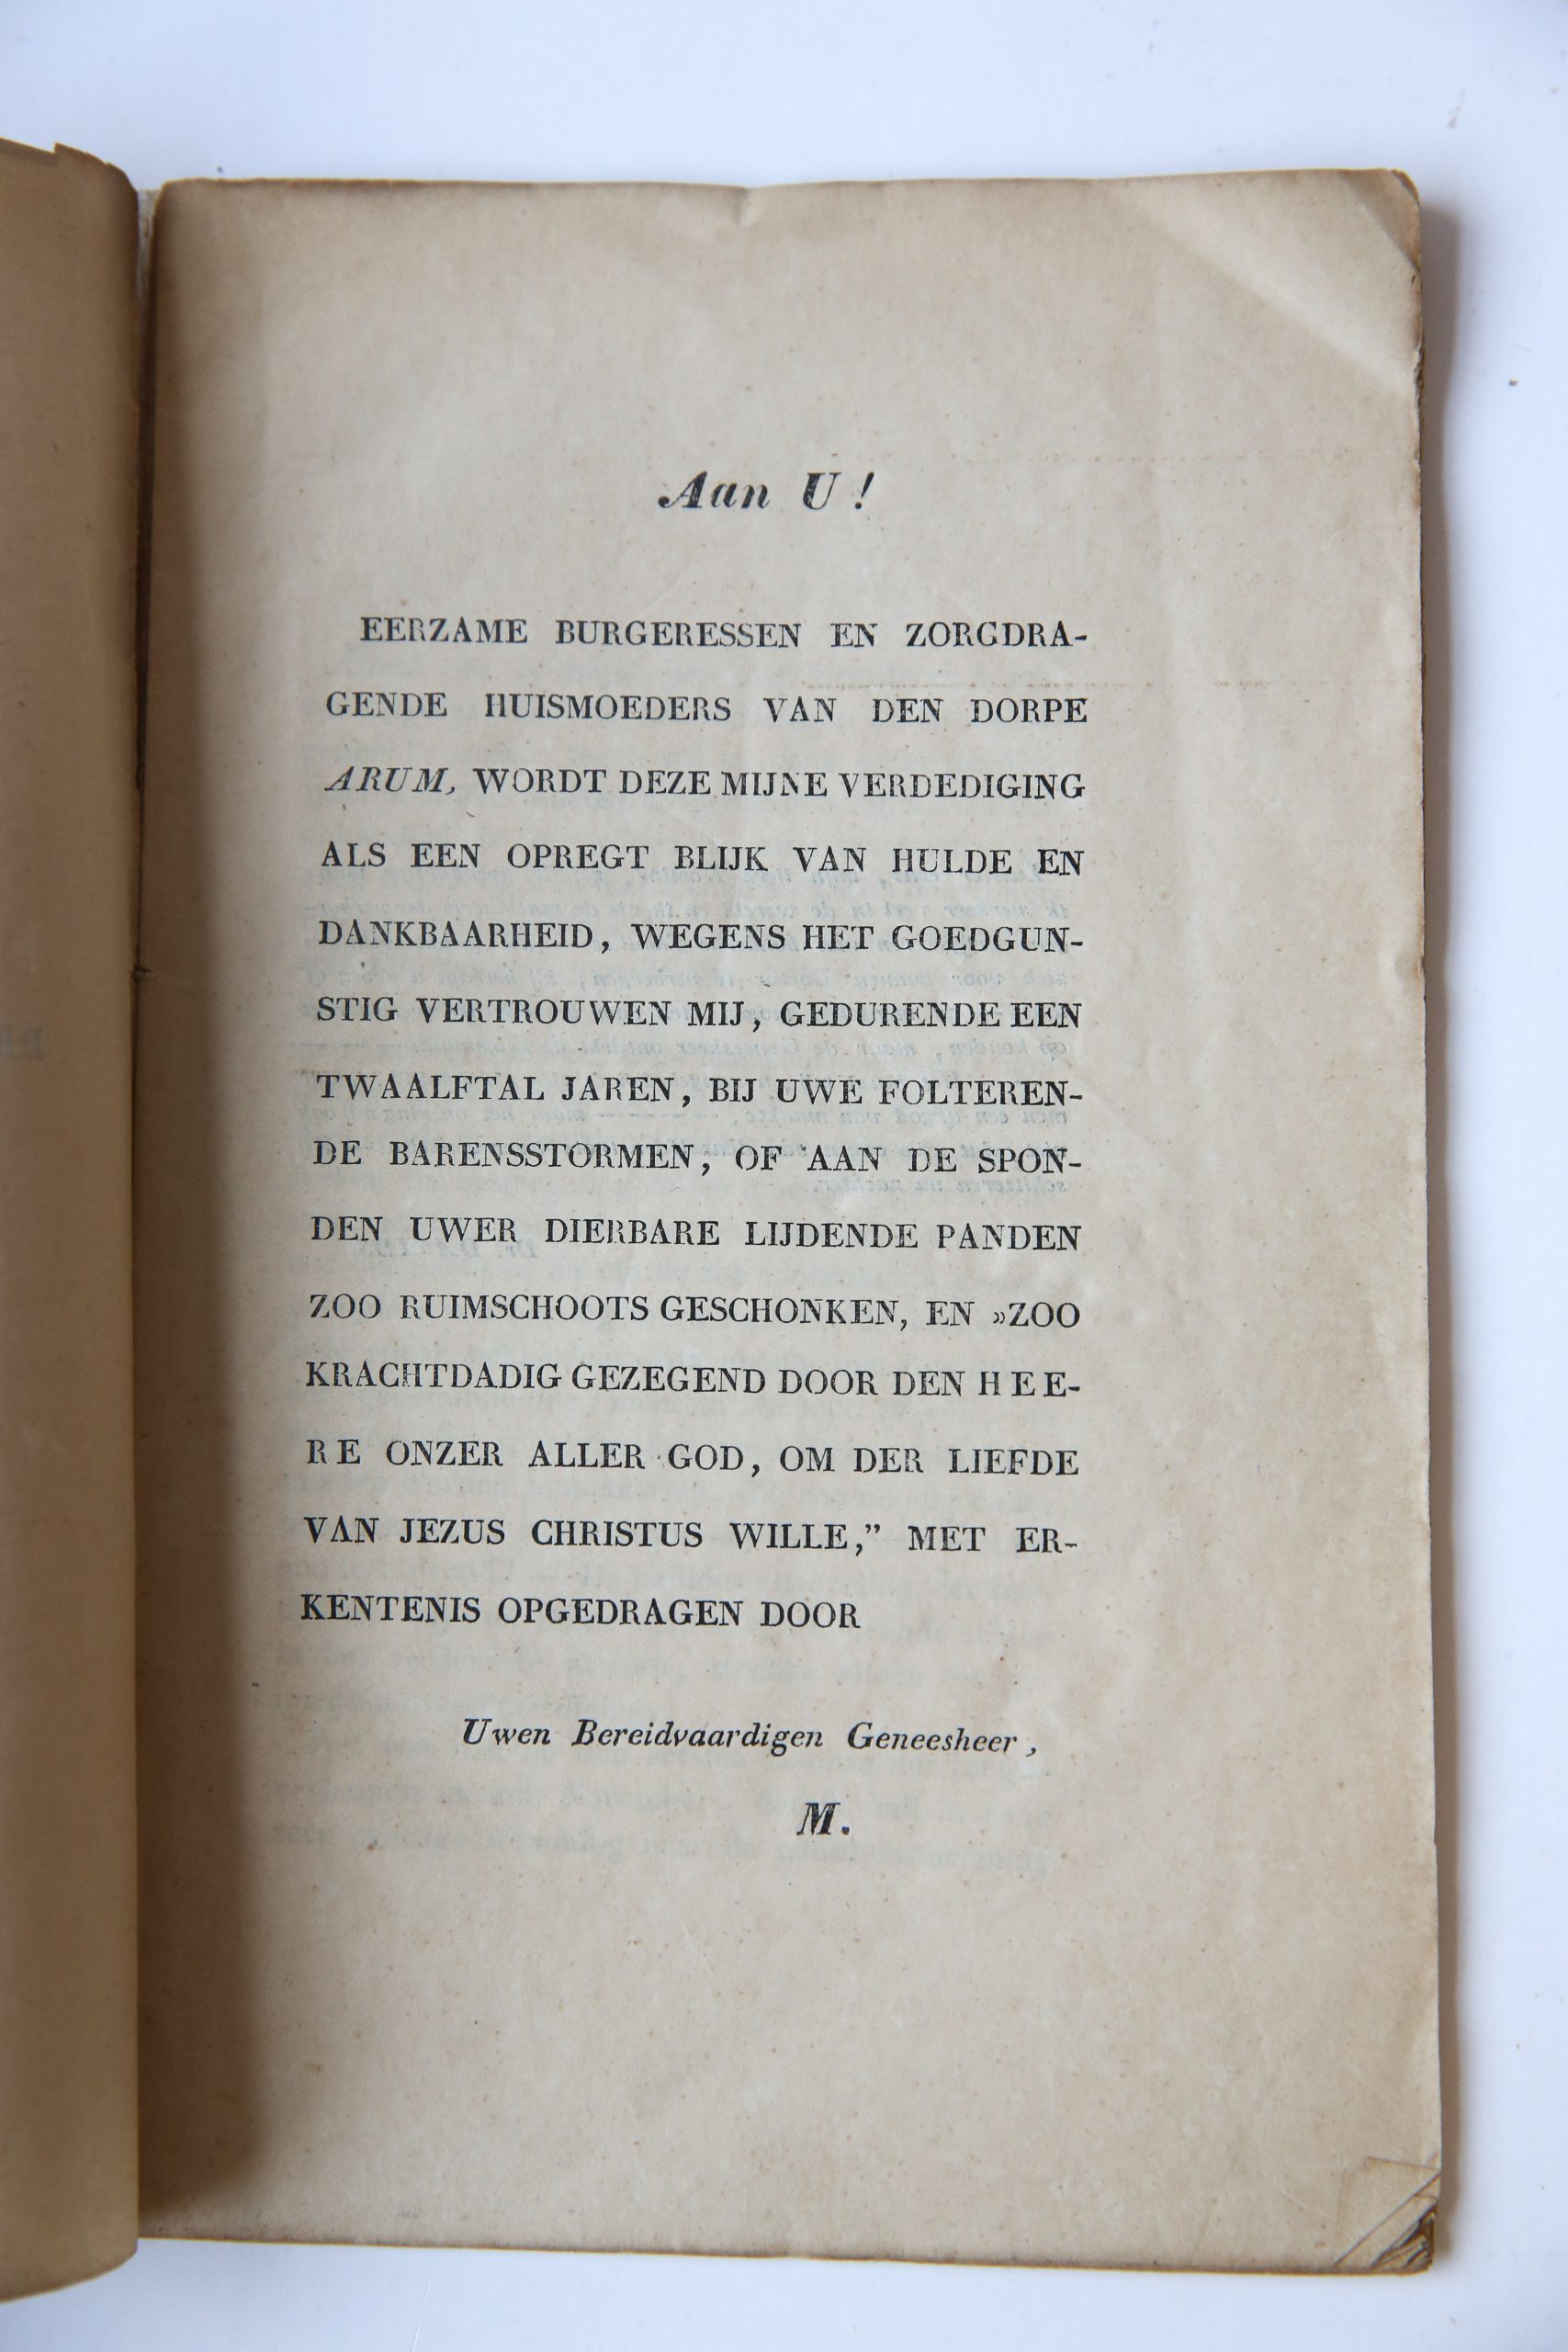 Aan U!
EERZAME BURGERESSEN EN ZORGDRA-
GENDE HUISMOEDERS VAN DEN DORPE
ARUM, WORDT DEZE MIJNE VERDEDIGING
ALS EEN OPREGT BLIJK VAN HULDE EN
DANKBAARHEID, WEGENS HET GOEDGUN-
STIG VERTROUWEN MIJ, GEDURENDE EEN
TWAALFTAL JAREN, BIJ UWE FOLTEREN-
DE BARENSSTORMEN, OF AAN DE SPON-
DEN UWER DIERBARE LIJDENDE PANDEN
ZOO RUIMSCHOOTS GESCHONKEN, EN »ZOO
KRACHTDADIG GEZEGEND DOOR DEN HEE-
RE ONZER ALLER GOD, OM DER LIEFDE
VAN JEZUS CHRISTUS WILLE,” MET ER-
KENTENIS OPGEDRAGEN DOOR
Uwen Bereidvaardigen Geneesheer,
M.